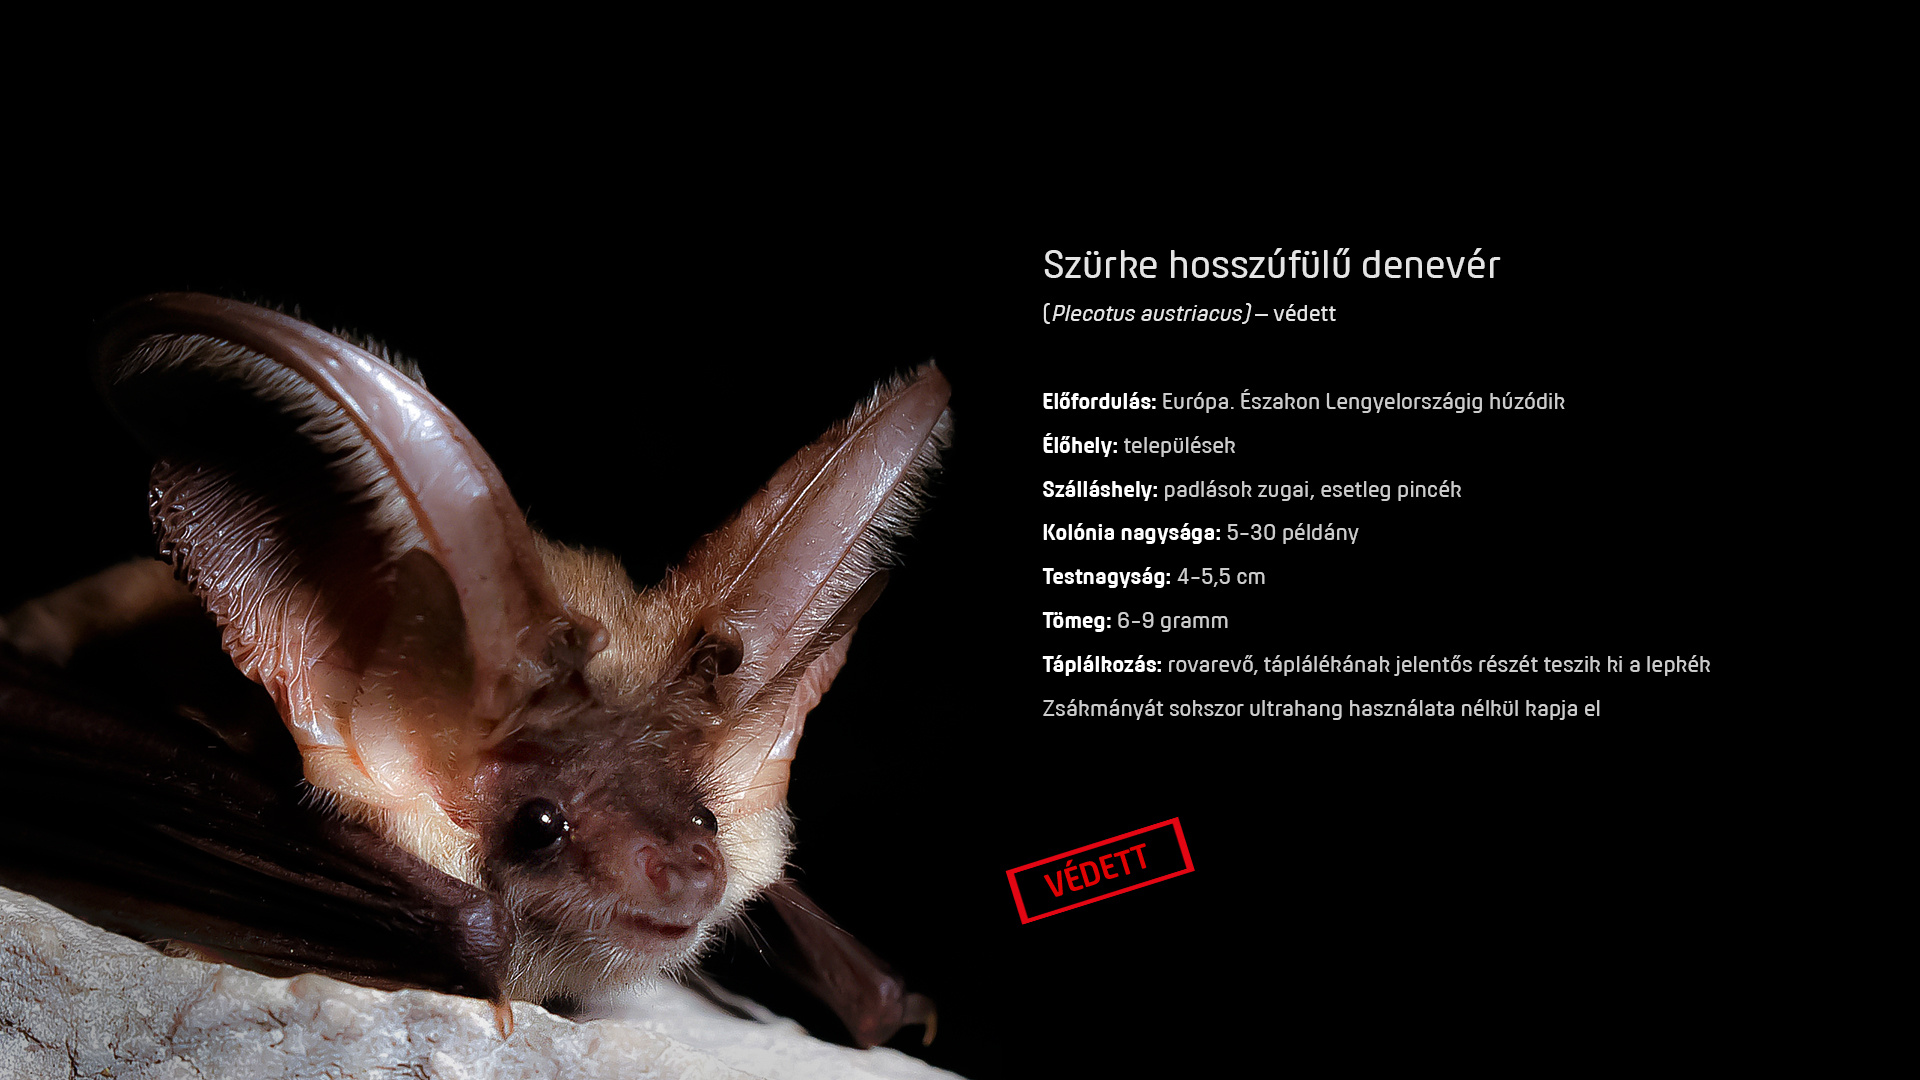 Szürke hosszúfülű denevér
(Plecotus austriacus) – védett
Előfordulás: Európa. Északon Lengyelországig húzódik
Élőhely: települések
Szálláshely: padlások zugai, esetleg pincék
Kolónia nagysága: 5-30 példány
Testnagyság: 4-5,5 cm
Tömeg: 6-9 gramm
Táplálkozás: rovarevő, táplálékának jelentős részét teszik ki a lepkék
Zsákmányát sokszor ultrahang használata nélkül kapja el
VÉDETT